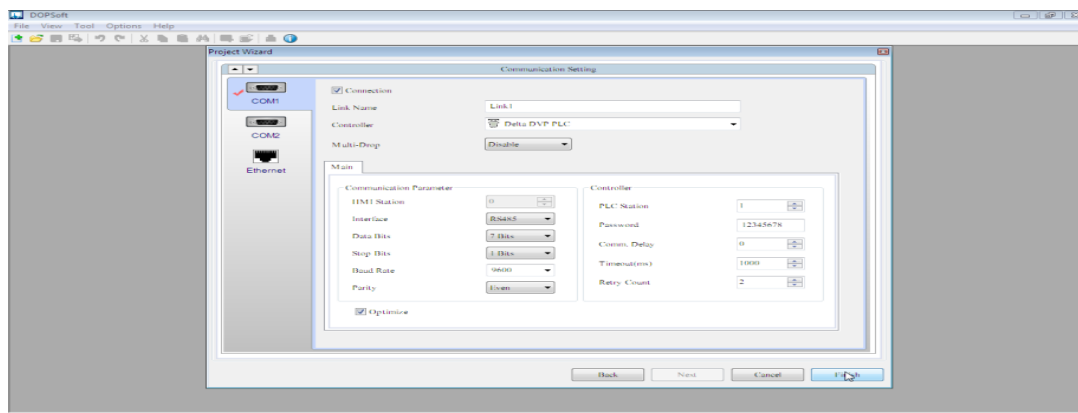 DOPSoft
File View Tool Options Help
Project Wizard
Communication Setting
COM1
COM2
Ethernet
Connection
Link Name Link1
Controller Delta DVP PLC
Multi-Drop Disable
Main
Communication Parameter
HMI Station 0
Interface RS485
Data Bits 7 Bits
Stop Bits 1 Bits
Baud Rate 9600
Parity Even
Optimize
Controller
PLC Station 1
Password 12345678
Comm. Delay 0
Timeout(ms) 1000
Retry Count 2
Back Next Cancel Finish